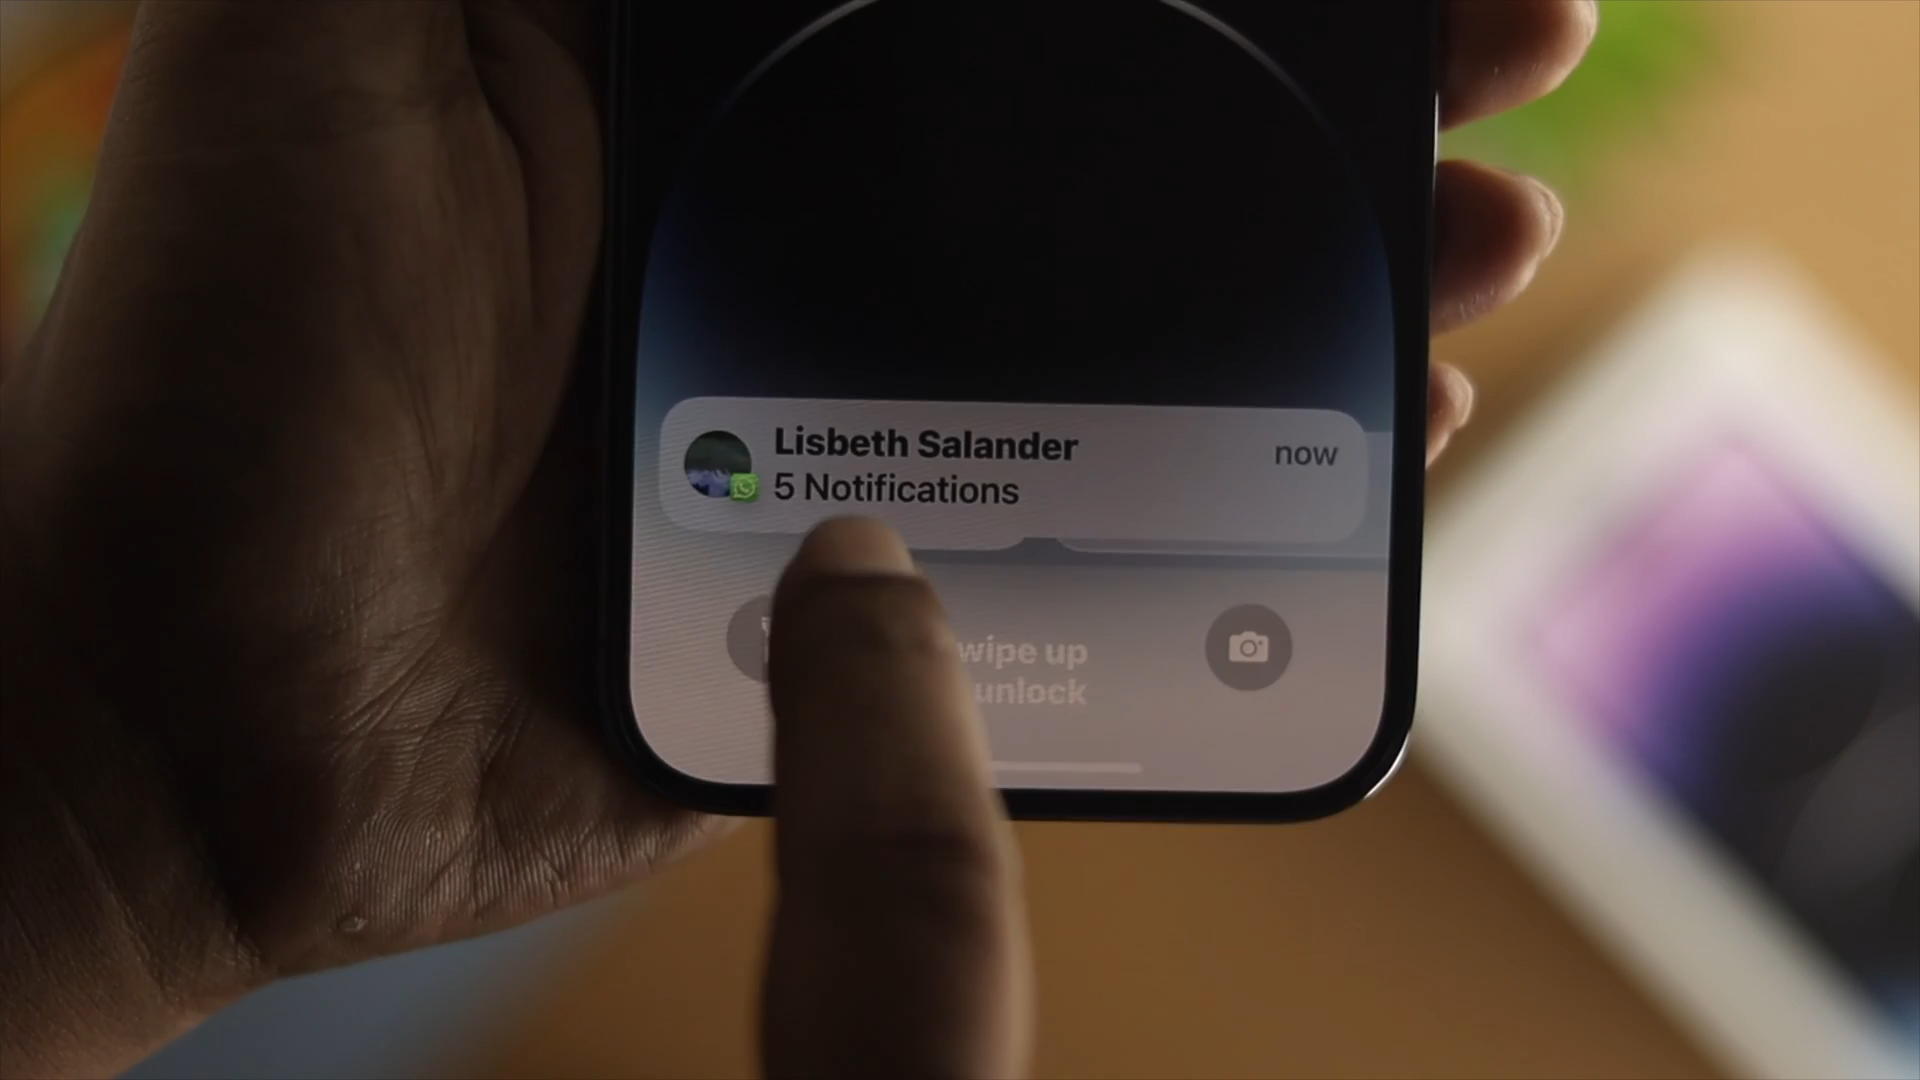 Lisbeth Salander
now
5 Notifications
wipe up
unlock